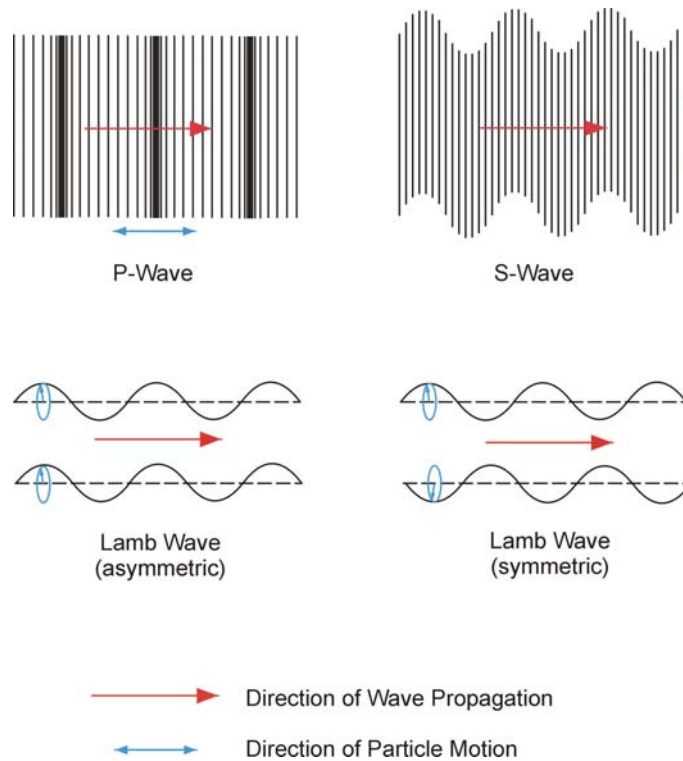 P-Wave
S-Wave
Lamb Wave
(asymmetric)
Lamb Wave
(symmetric)
Direction of Wave Propagation
Direction of Particle Motion